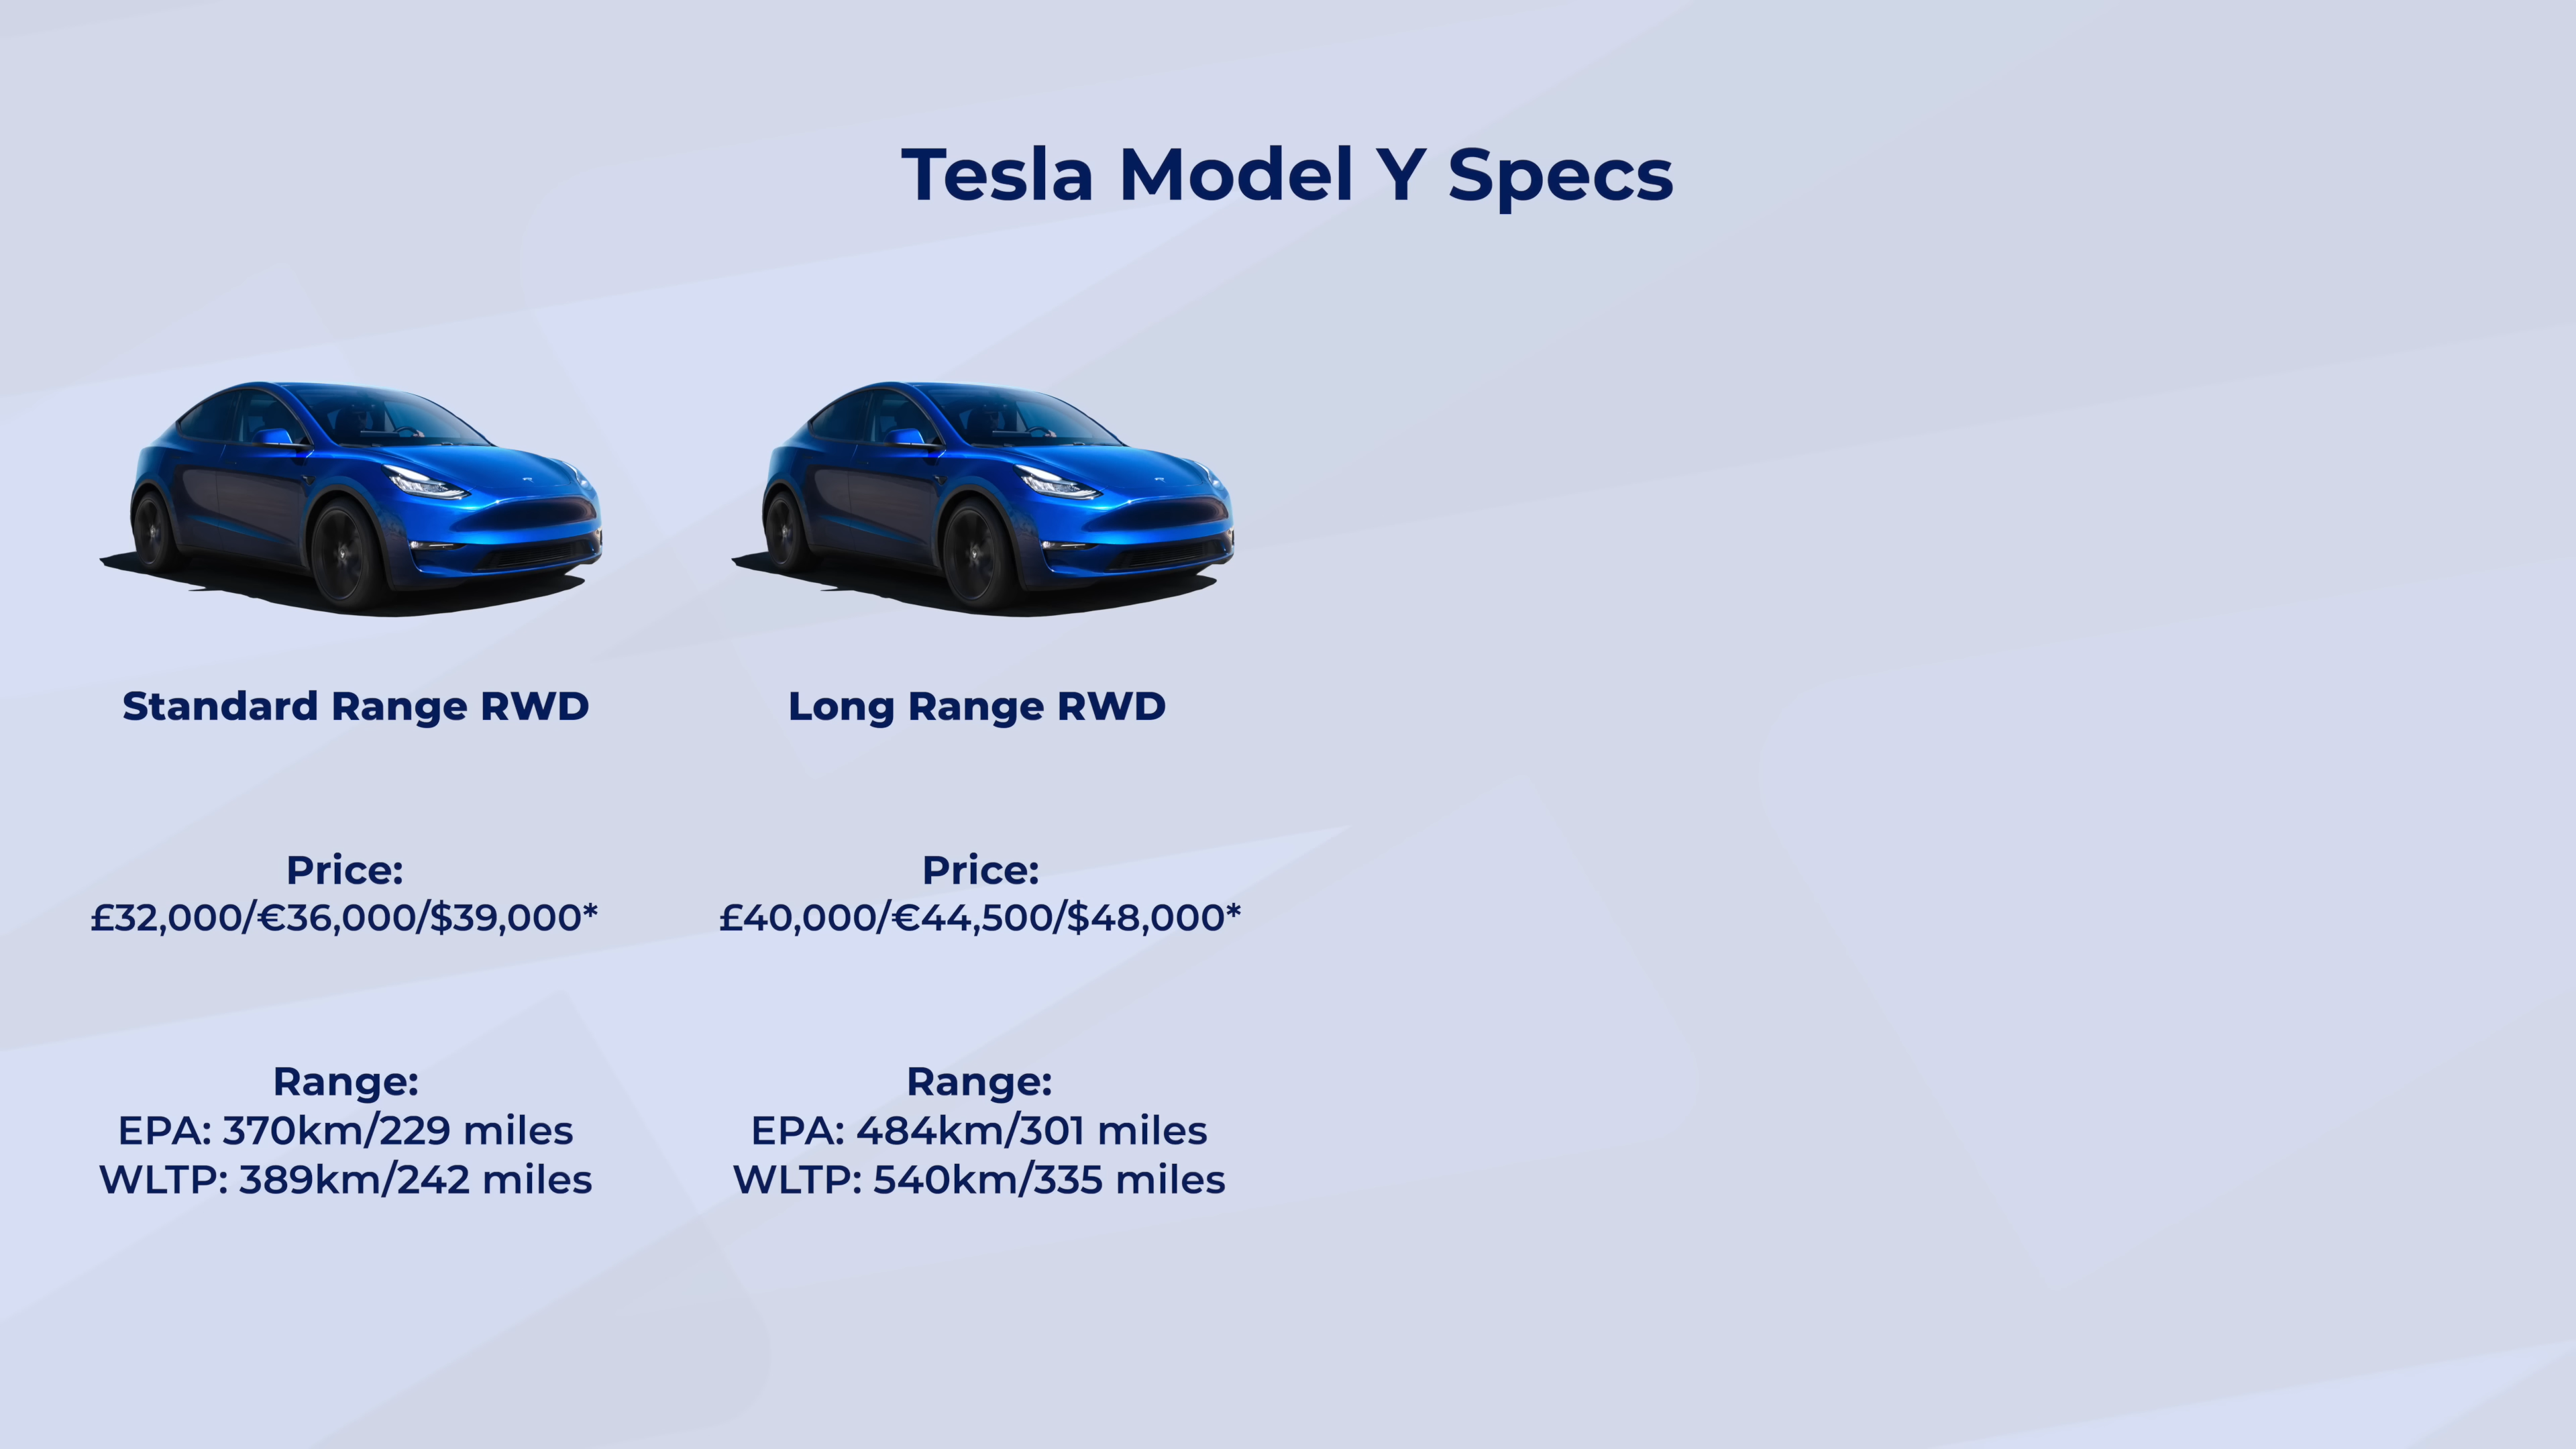 Tesla Model Y Specs
Standard Range RWD
Price:
£32,000/€36,000/$39,000*
Range:
EPA: 370km/229 miles
WLTP: 389km/242 miles
Long Range RWD
Price:
£40,000/€44,500/$48,000*
Range:
EPA: 484km/301 miles
WLTP: 540km/335 miles